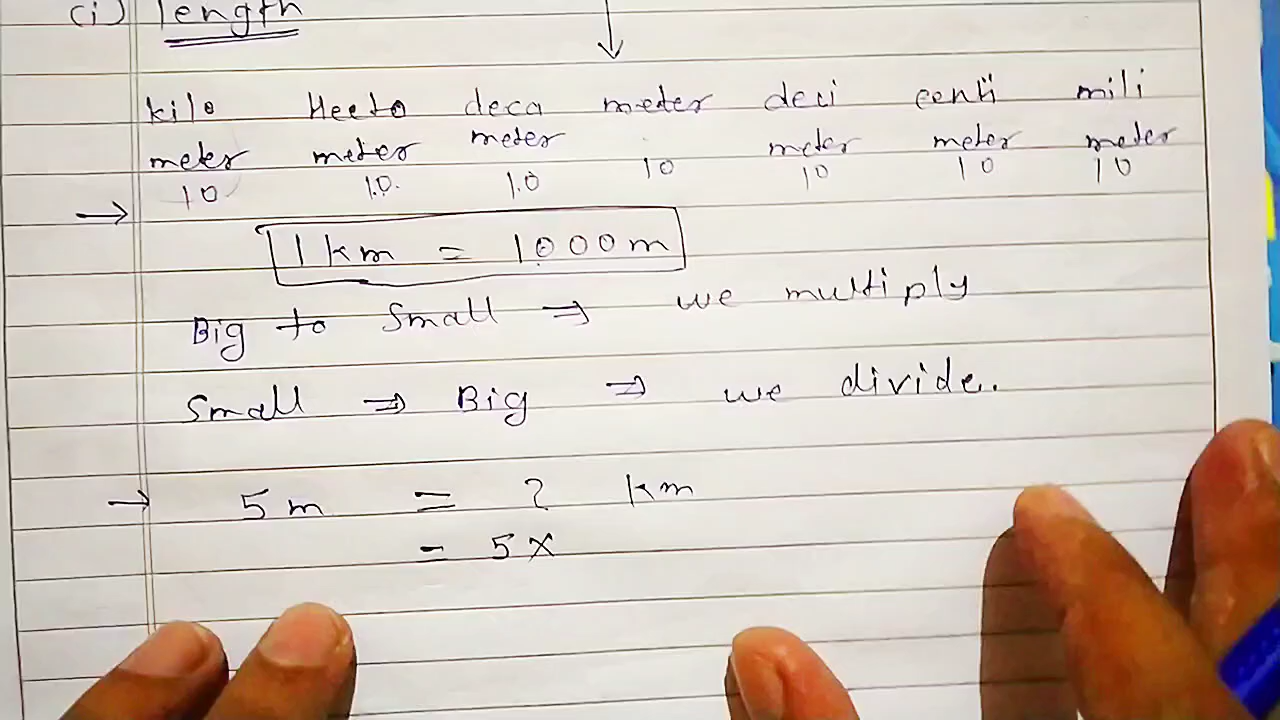 (i) length
kilo Hecto deca meter deci centi mili
meter meter meter meter meter meter
10 10 10 10 10 10 10
→ 1 km = 1000 m
Big to Small ⇒ we multiply
Small ⇒ Big ⇒ we divide.
→ 5 m = ? km
= 5 ×